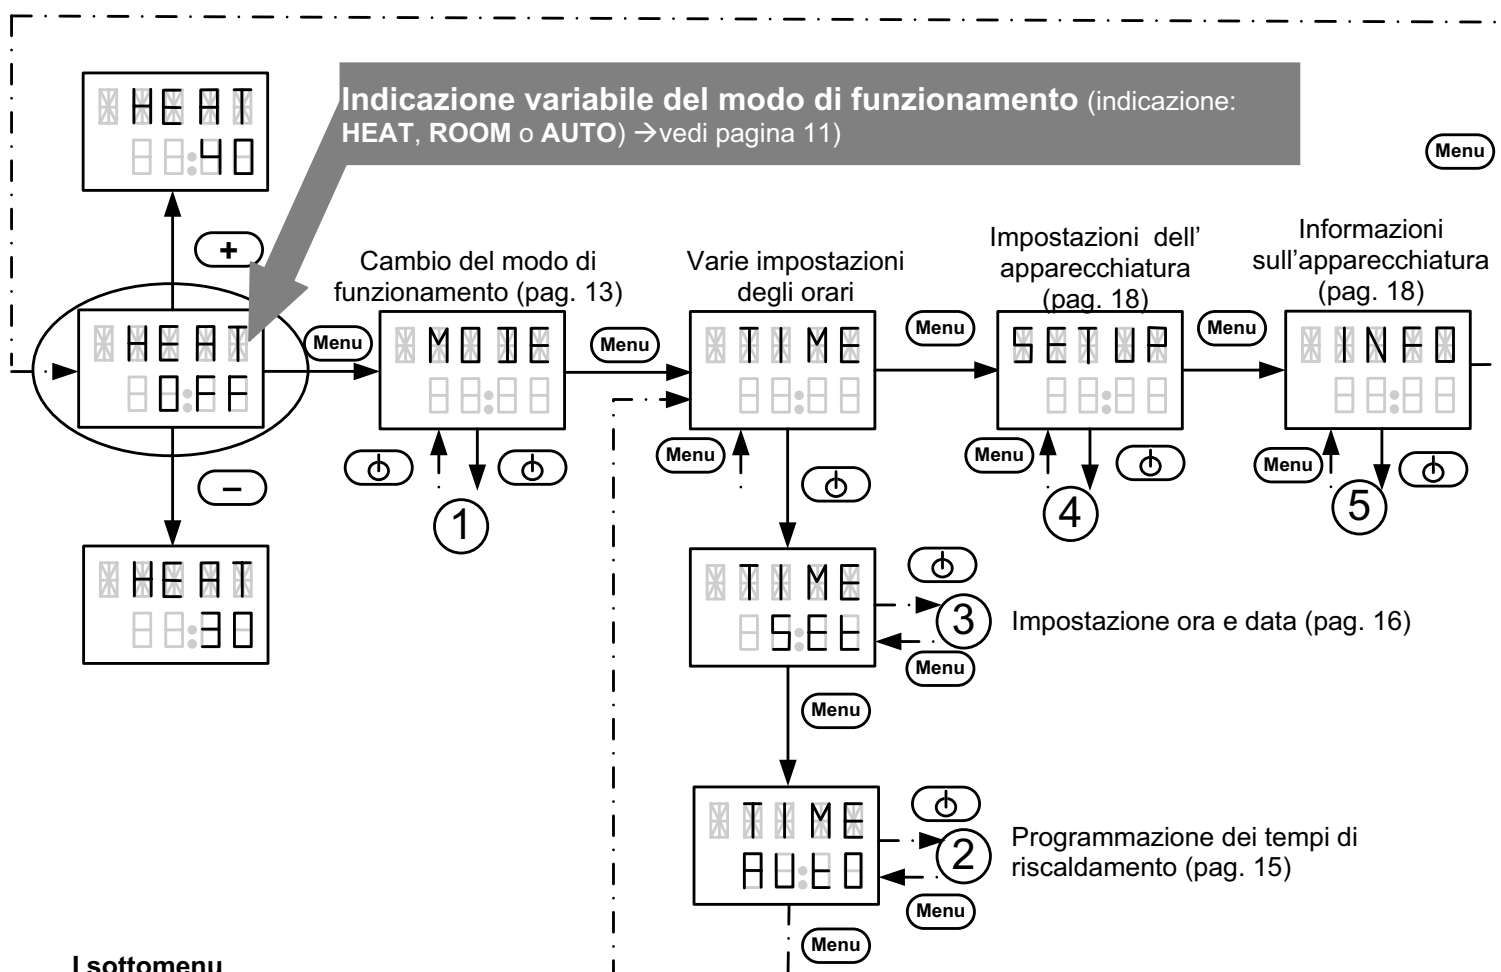 HEAT
40
Indicazione variabile del modo di funzionamento (indicazione:
HEAT, ROOM o AUTO) →vedi pagina 11)
Menu
+
Cambio del modo di
funzionamento (pag. 13)
Varie impostazioni
degli orari
Impostazioni dell’
apparecchiatura
(pag. 18)
Informazioni
sull’apparecchiatura
(pag. 18)
HEAT
OFF
Menu
MODE
Menu
TIME
Menu
SETUP
Menu
INFO
Menu
Menu
Menu
–
1
4
5
HEAT
30
TIME
SEt
3
Impostazione ora e data (pag. 16)
Menu
Menu
TIME
AUtO
2
Programmazione dei tempi di
riscaldamento (pag. 15)
Menu
Menu
I sottomenu